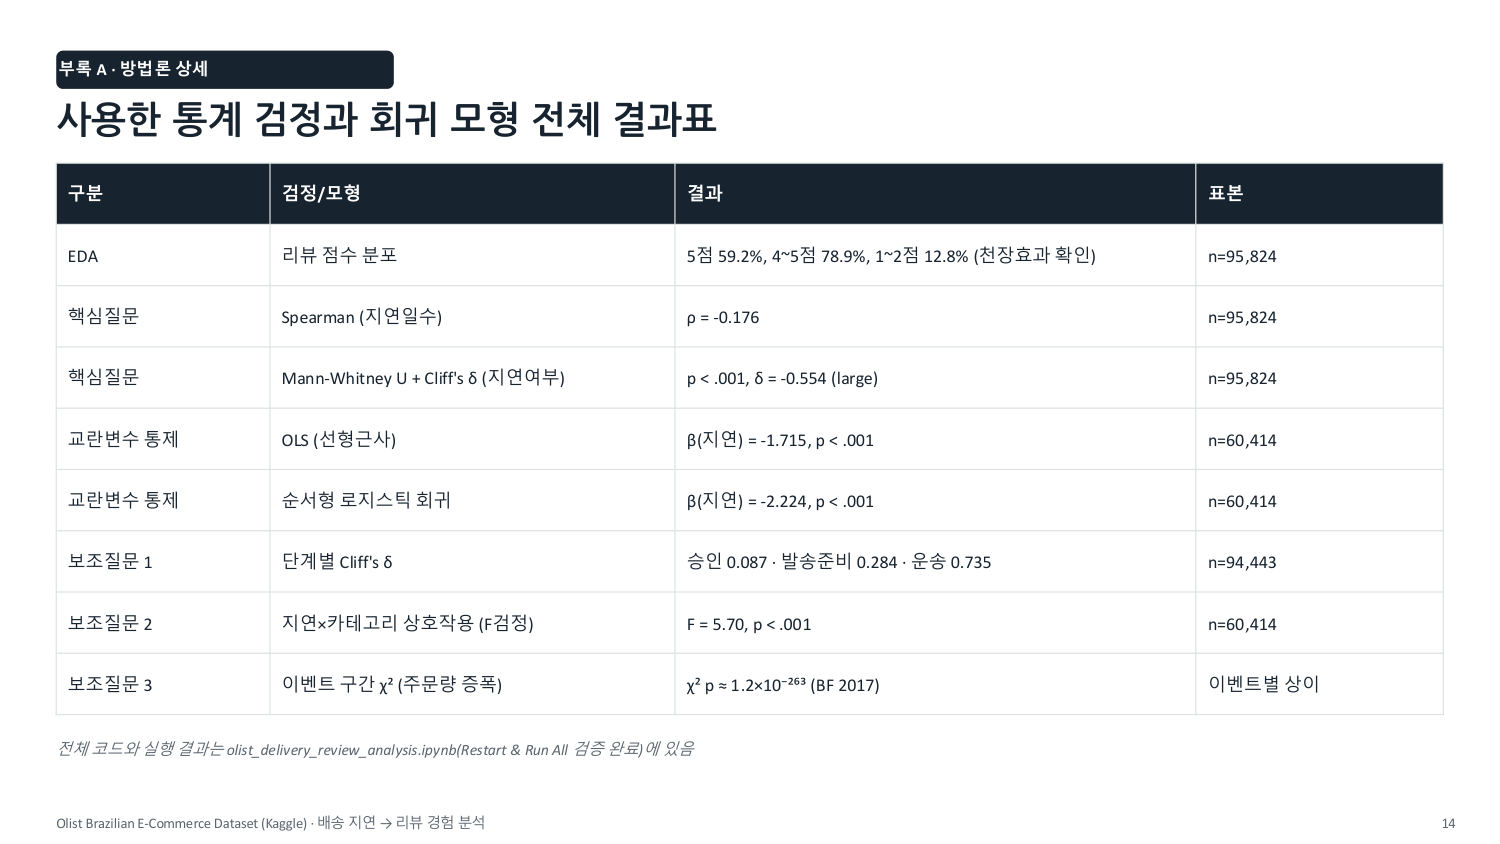 부록 A · 방법론 상세
사용한 통계 검정과 회귀 모형 전체 결과표
구분 검정/모형 결과 표본
EDA 리뷰 점수 분포 5점 59.2%, 4~5점 78.9%, 1~2점 12.8% (천장효과 확인) n=95,824
핵심질문 Spearman (지연일수) ρ = -0.176 n=95,824
핵심질문 Mann-Whitney U + Cliff's δ (지연여부) p < .001, δ = -0.554 (large) n=95,824
교란변수 통제 OLS (선형근사) β(지연) = -1.715, p < .001 n=60,414
교란변수 통제 순서형 로지스틱 회귀 β(지연) = -2.224, p < .001 n=60,414
보조질문 1 단계별 Cliff's δ 승인 0.087 · 발송준비 0.284 · 운송 0.735 n=94,443
보조질문 2 지연×카테고리 상호작용 (F검정) F = 5.70, p < .001 n=60,414
보조질문 3 이벤트 구간 χ² (주문량 증폭) χ² p ≈ 1.2×10⁻²⁶³ (BF 2017) 이벤트별 상이
전체 코드와 실행 결과는 olist_delivery_review_analysis.ipynb(Restart & Run All 검증 완료)에 있음
Olist Brazilian E-Commerce Dataset (Kaggle) · 배송 지연 → 리뷰 경험 분석 14